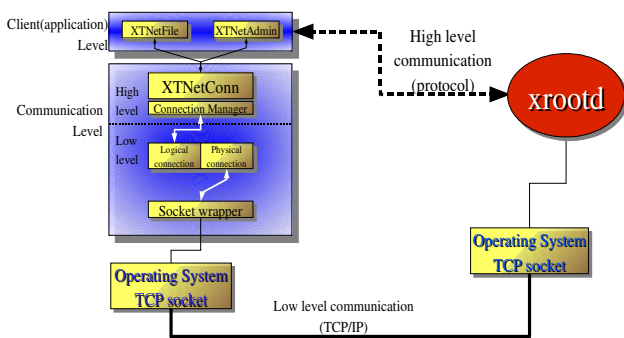 Client(application)
Level
XTNetFile
XTNetAdmin
High level
communication
(protocol)
xrootd
Communication
Level
High
level
XTNetConn
Connection Manager
Low
level
Logical
connection
Physical
connection
Socket wrapper
Operating System
TCP socket
Operating System
TCP socket
Low level communication
(TCP/IP)